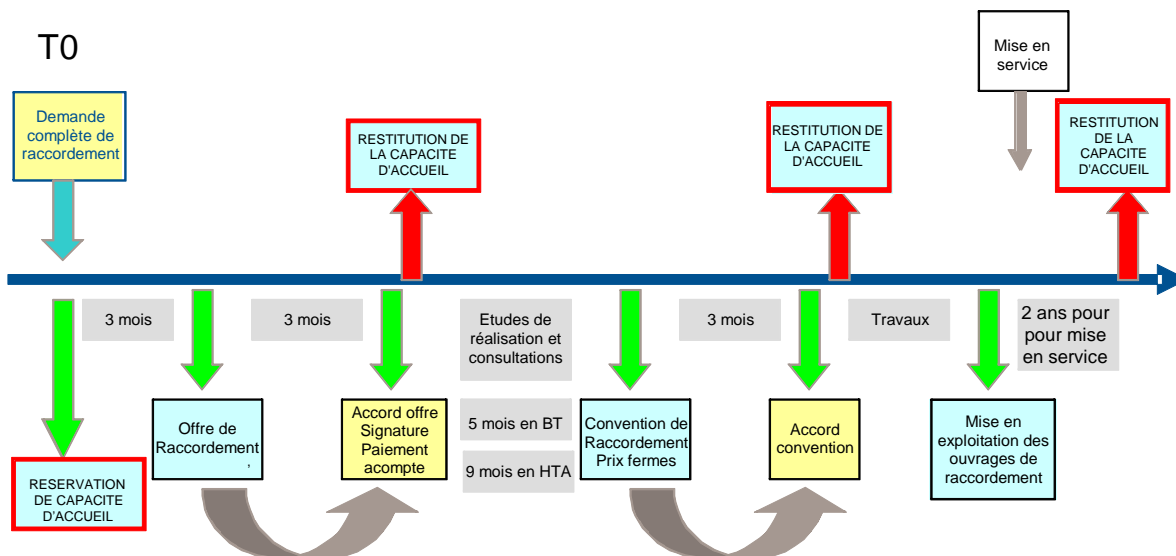 T0
Mise en
service
Demande
complète de
raccordement
RESTITUTION DE
LA CAPACITE
D'ACCUEIL
RESTITUTION DE
LA CAPACITE
D'ACCUEIL
RESTITUTION
DE LA
CAPACITE
D'ACCUEIL
3 mois
3 mois
Etudes de
réalisation et
consultations
3 mois
Travaux
2 ans pour
pour mise
en service
RESERVATION
DE CAPACITE
D'ACCUEIL
Offre de
Raccordement
,
Accord offre
Signature
Paiement
acompte
5 mois en BT
9 mois en HTA
Convention de
Raccordement
Prix fermes
Accord
convention
Mise en
exploitation des
ouvrages de
raccordement